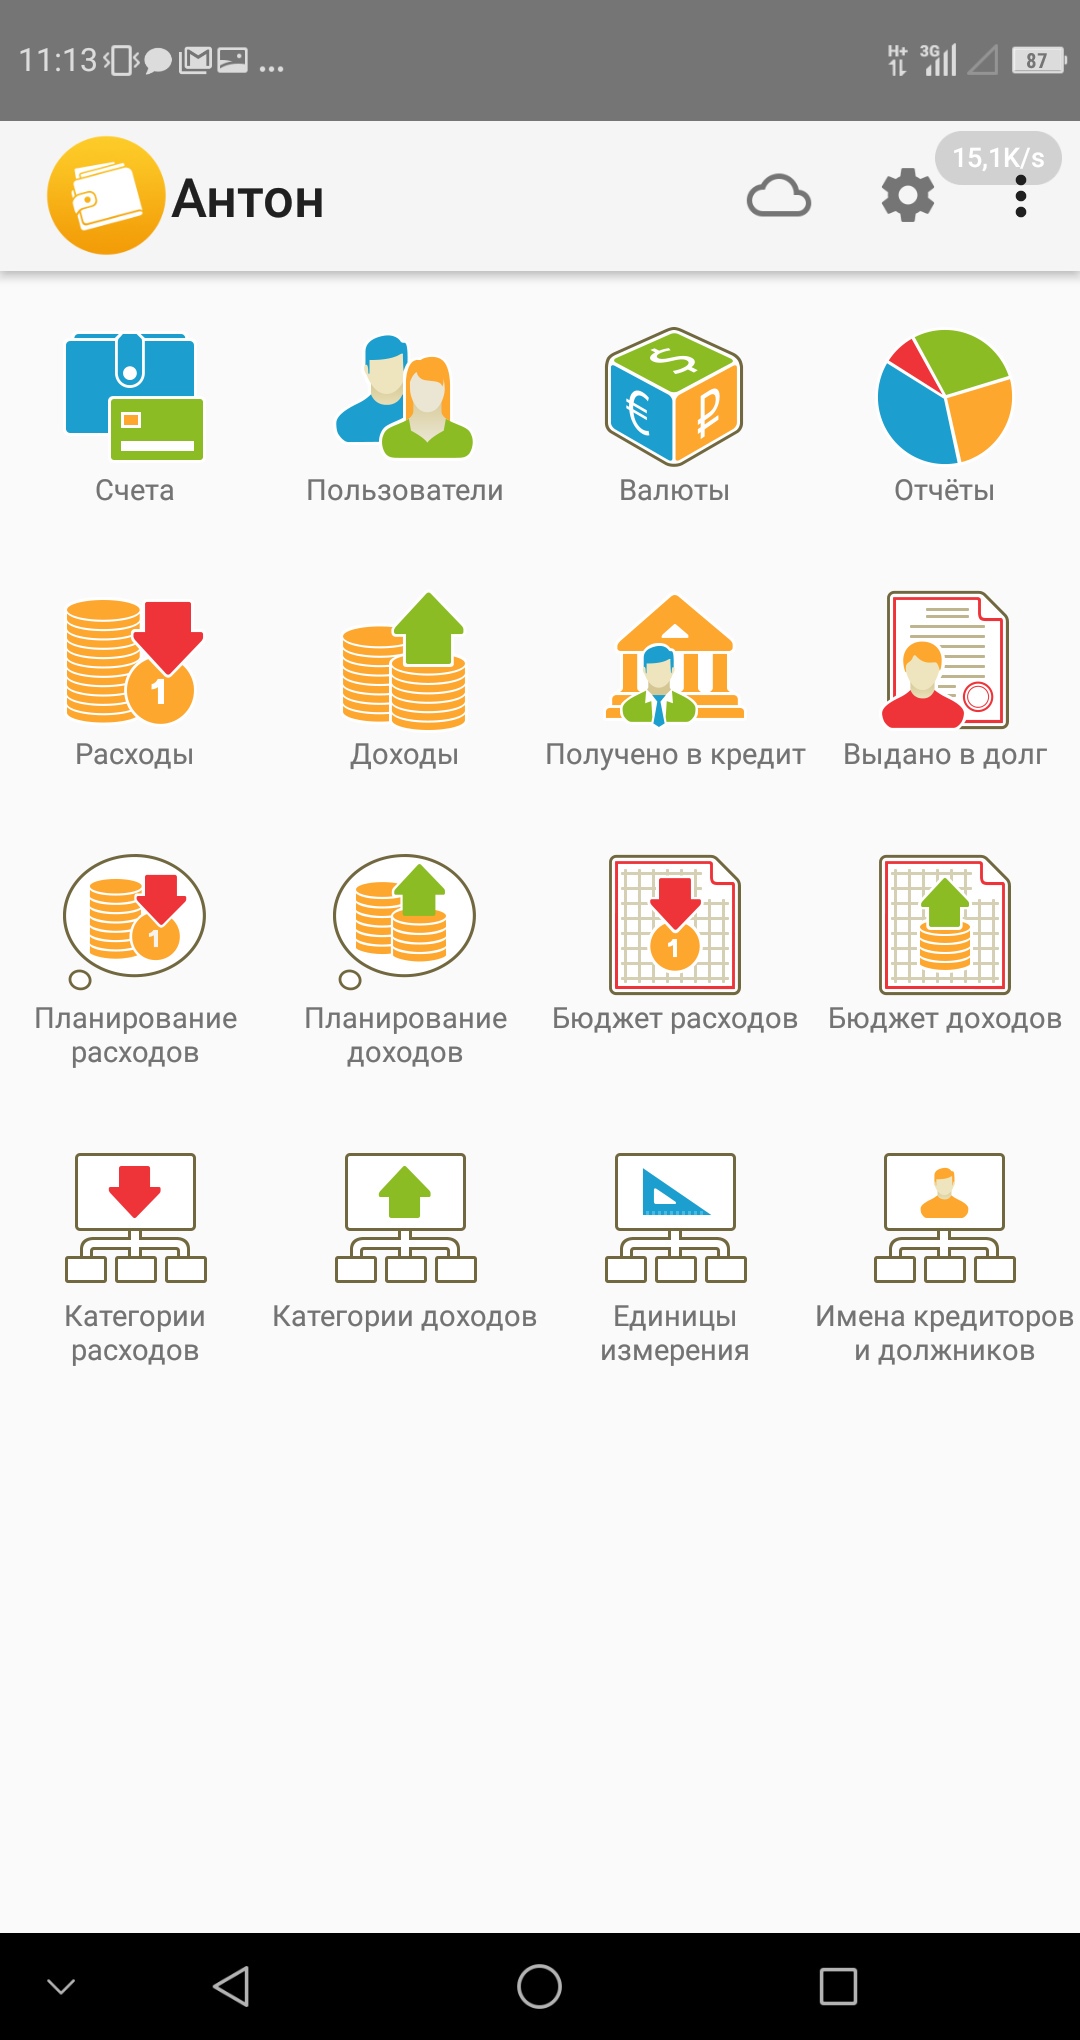 11:13 ... H+ 3G 87
15,1K/s
Антон
Счета Пользователи Валюты Отчёты
1
Расходы Доходы Получено в кредит Выдано в долг
1 1
Планирование расходов
Планирование доходов
Бюджет расходов
Бюджет доходов
Категории расходов
Категории доходов
Единицы измерения
Имена кредиторов и должников